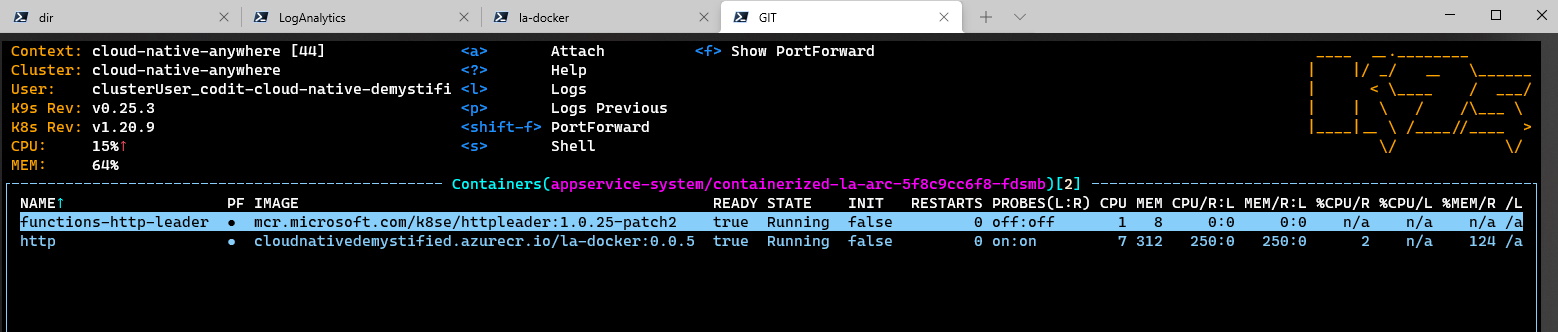 dir LogAnalytics la-docker GIT
Context: cloud-native-anywhere [44] <a> Attach <f> Show PortForward
Cluster: cloud-native-anywhere <?> Help
User: clusterUser_codit-cloud-native-demystifi <l> Logs
K9s Rev: v0.25.3 <p> Logs Previous
K8s Rev: v1.20.9 <shift-f> PortForward
CPU: 15%↑ <s> Shell
MEM: 64%
Containers(appservice-system/containerized-la-arc-5f8c9cc6f8-fdsmb)[2]
NAME↑ PF IMAGE READY STATE INIT RESTARTS PROBES(L:R) CPU MEM CPU/R:L MEM/R:L %CPU/R %CPU/L %MEM/R /L
functions-http-leader ● mcr.microsoft.com/k8se/httpleader:1.0.25-patch2 true Running false 0 off:off 1 8 0:0 0:0 n/a n/a n/a /a
http ● cloudnativedemystified.azurecr.io/la-docker:0.0.5 true Running false 0 on:on 7 312 250:0 250:0 2 n/a 124 /a